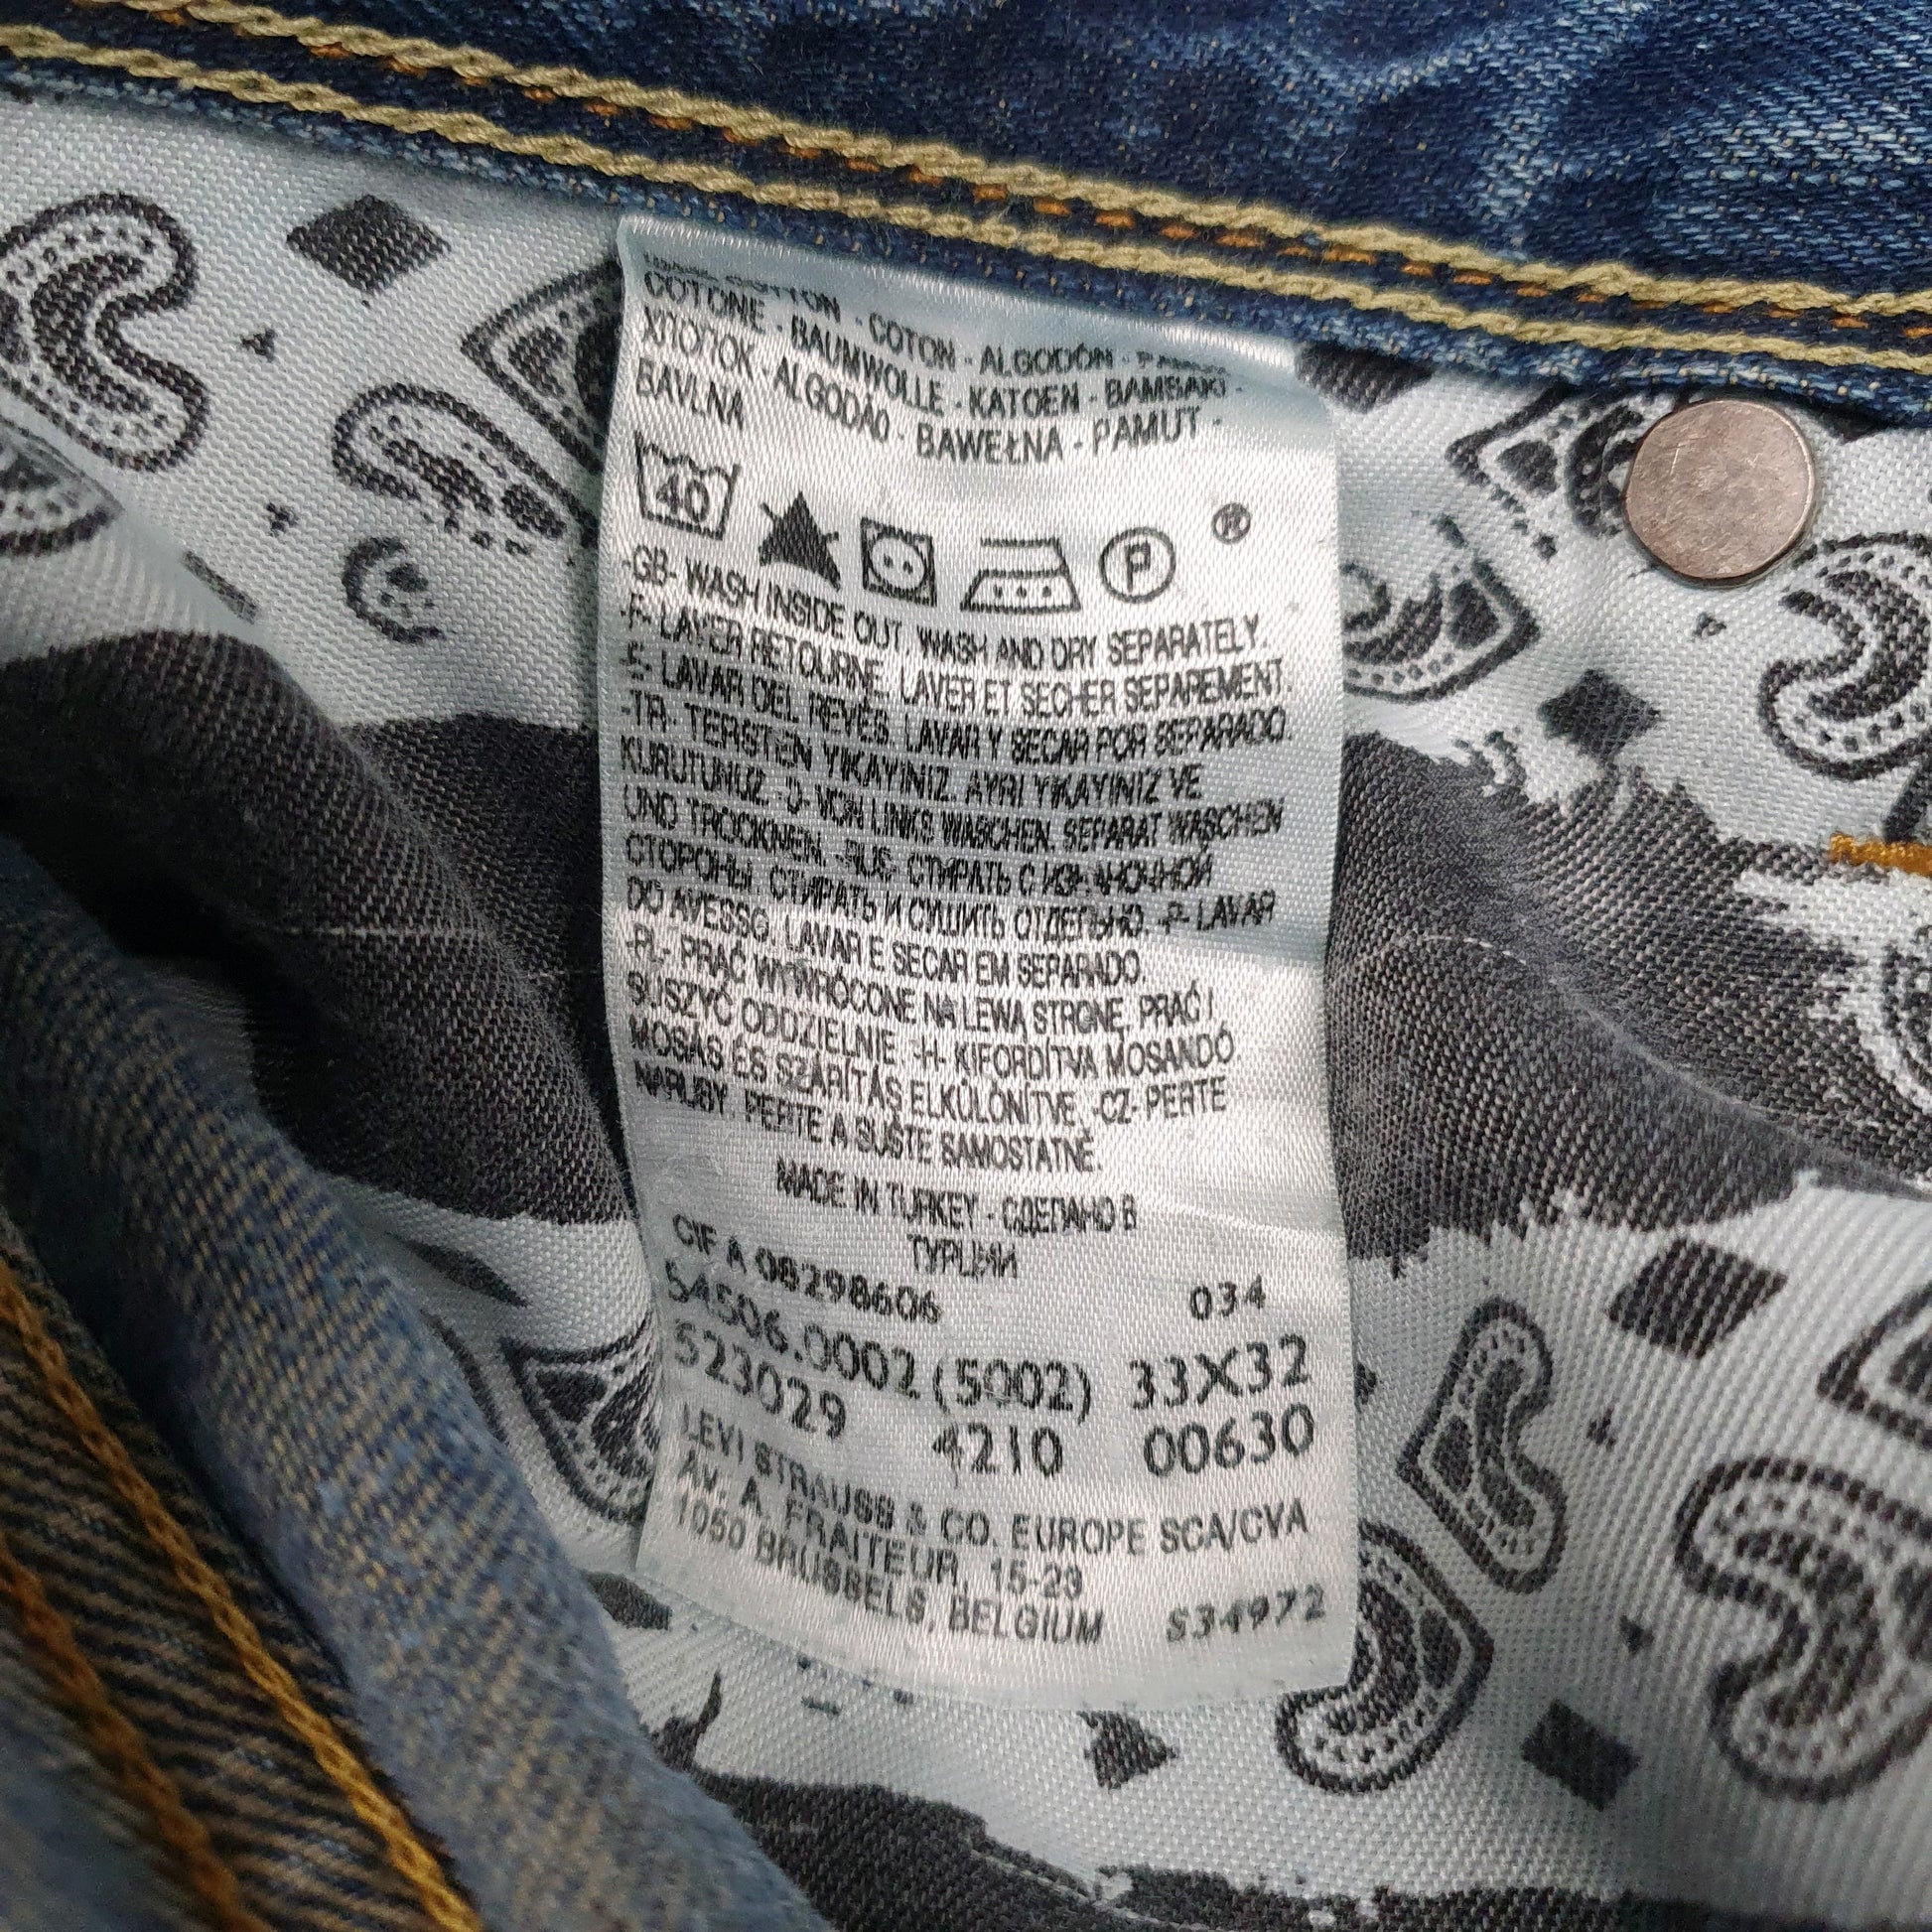 COTTON - COTON - ALGODÓN -
COTONE - BAUMWOLLE - KATOEN - BAMBAKI -
ХЛОПОК - ALGODÃO - BAWEŁNA - PAMUT -
BAVLNA
40 P ®
-GB- WASH INSIDE OUT. WASH AND DRY SEPARATELY.
-F- LAVER RETOURNE. LAVER ET SECHER SEPAREMENT.
-E- LAVAR DEL REVÉS. LAVAR Y SECAR POR SEPARADO.
-TR- TERSTEN YIKAYINIZ. AYRI YIKAYINIZ VE
KURUTUNUZ. -D- VON LINKS WASCHEN. SEPARAT WASCHEN
UND TROCKNEN. -RUS- СТИРАТЬ С ИЗНАНОЧНОЙ
СТОРОНЫ. СТИРАТЬ И СУШИТЬ ОТДЕЛЬНО. -P- LAVAR
DO AVESSO. LAVAR E SECAR EM SEPARADO.
-PL- PRAĆ WYWRÓCONE NA LEWĄ STRONĘ. PRAĆ I
SUSZYĆ ODDZIELNIE. -H- KIFORDÍTVA MOSANDÓ
MOSÁS ÉS SZÁRÍTÁS ELKÜLÖNÍTVE. -CZ- PERTE
NARUBY. PERTE A SUŠTE SAMOSTATNĚ.
MADE IN TURKEY - СДЕЛАНО В
ТУРЦИИ
CIF A 08298606 034
54506.0002 (5002) 33X32
523029 4210 00630
LEVI STRAUSS & CO. EUROPE SCA/CVA
AV. A. FRAITEUR, 15-23
1050 BRUSSELS, BELGIUM S34972